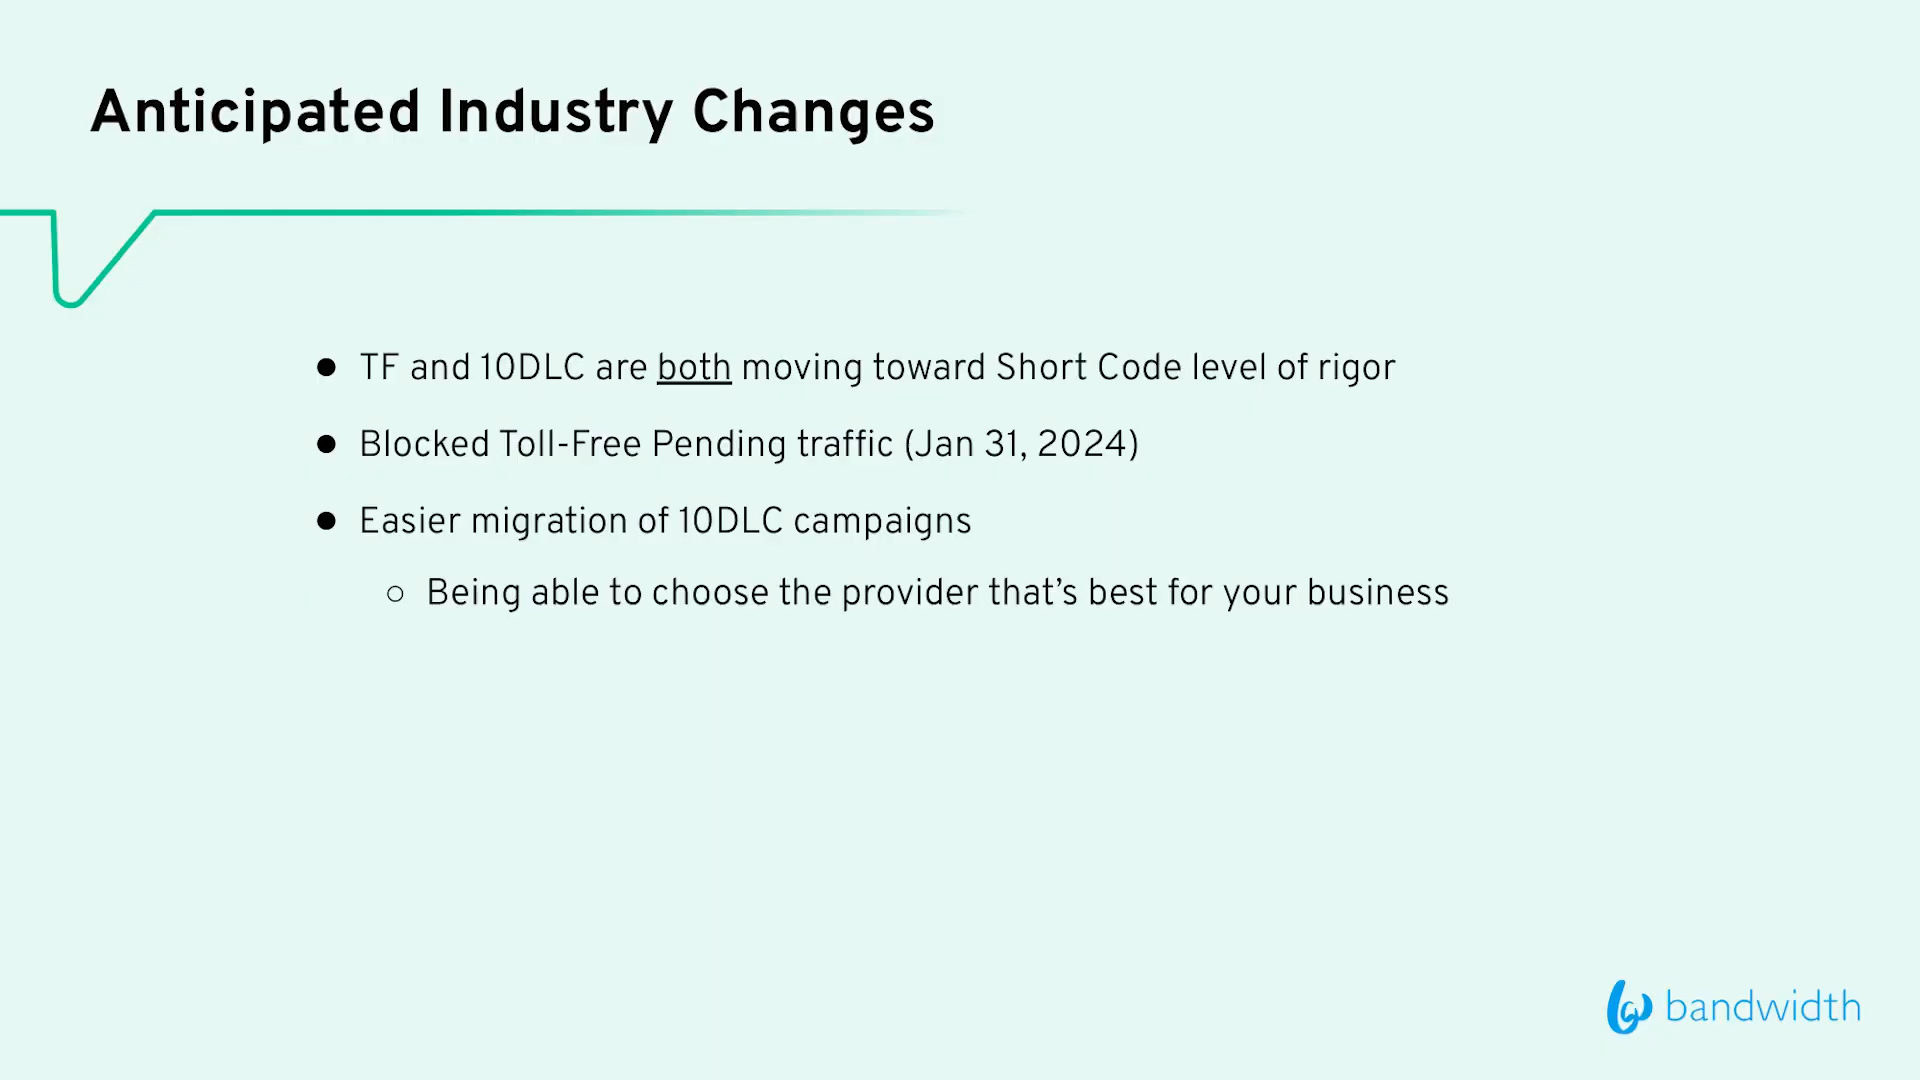 Anticipated Industry Changes
● TF and 10DLC are both moving toward Short Code level of rigor
● Blocked Toll-Free Pending traffic (Jan 31, 2024)
● Easier migration of 10DLC campaigns
○ Being able to choose the provider that’s best for your business
bandwidth